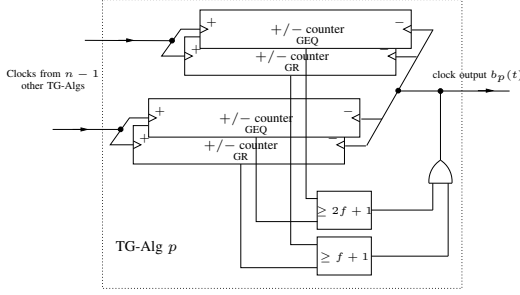 + +/− counter −
GEQ
+ +/− counter −
GR
Clocks from n − 1
other TG-Algs
clock output b_p(t)
+ +/− counter −
GEQ
+ +/− counter −
GR
≥ 2f + 1
≥ f + 1
TG-Alg p